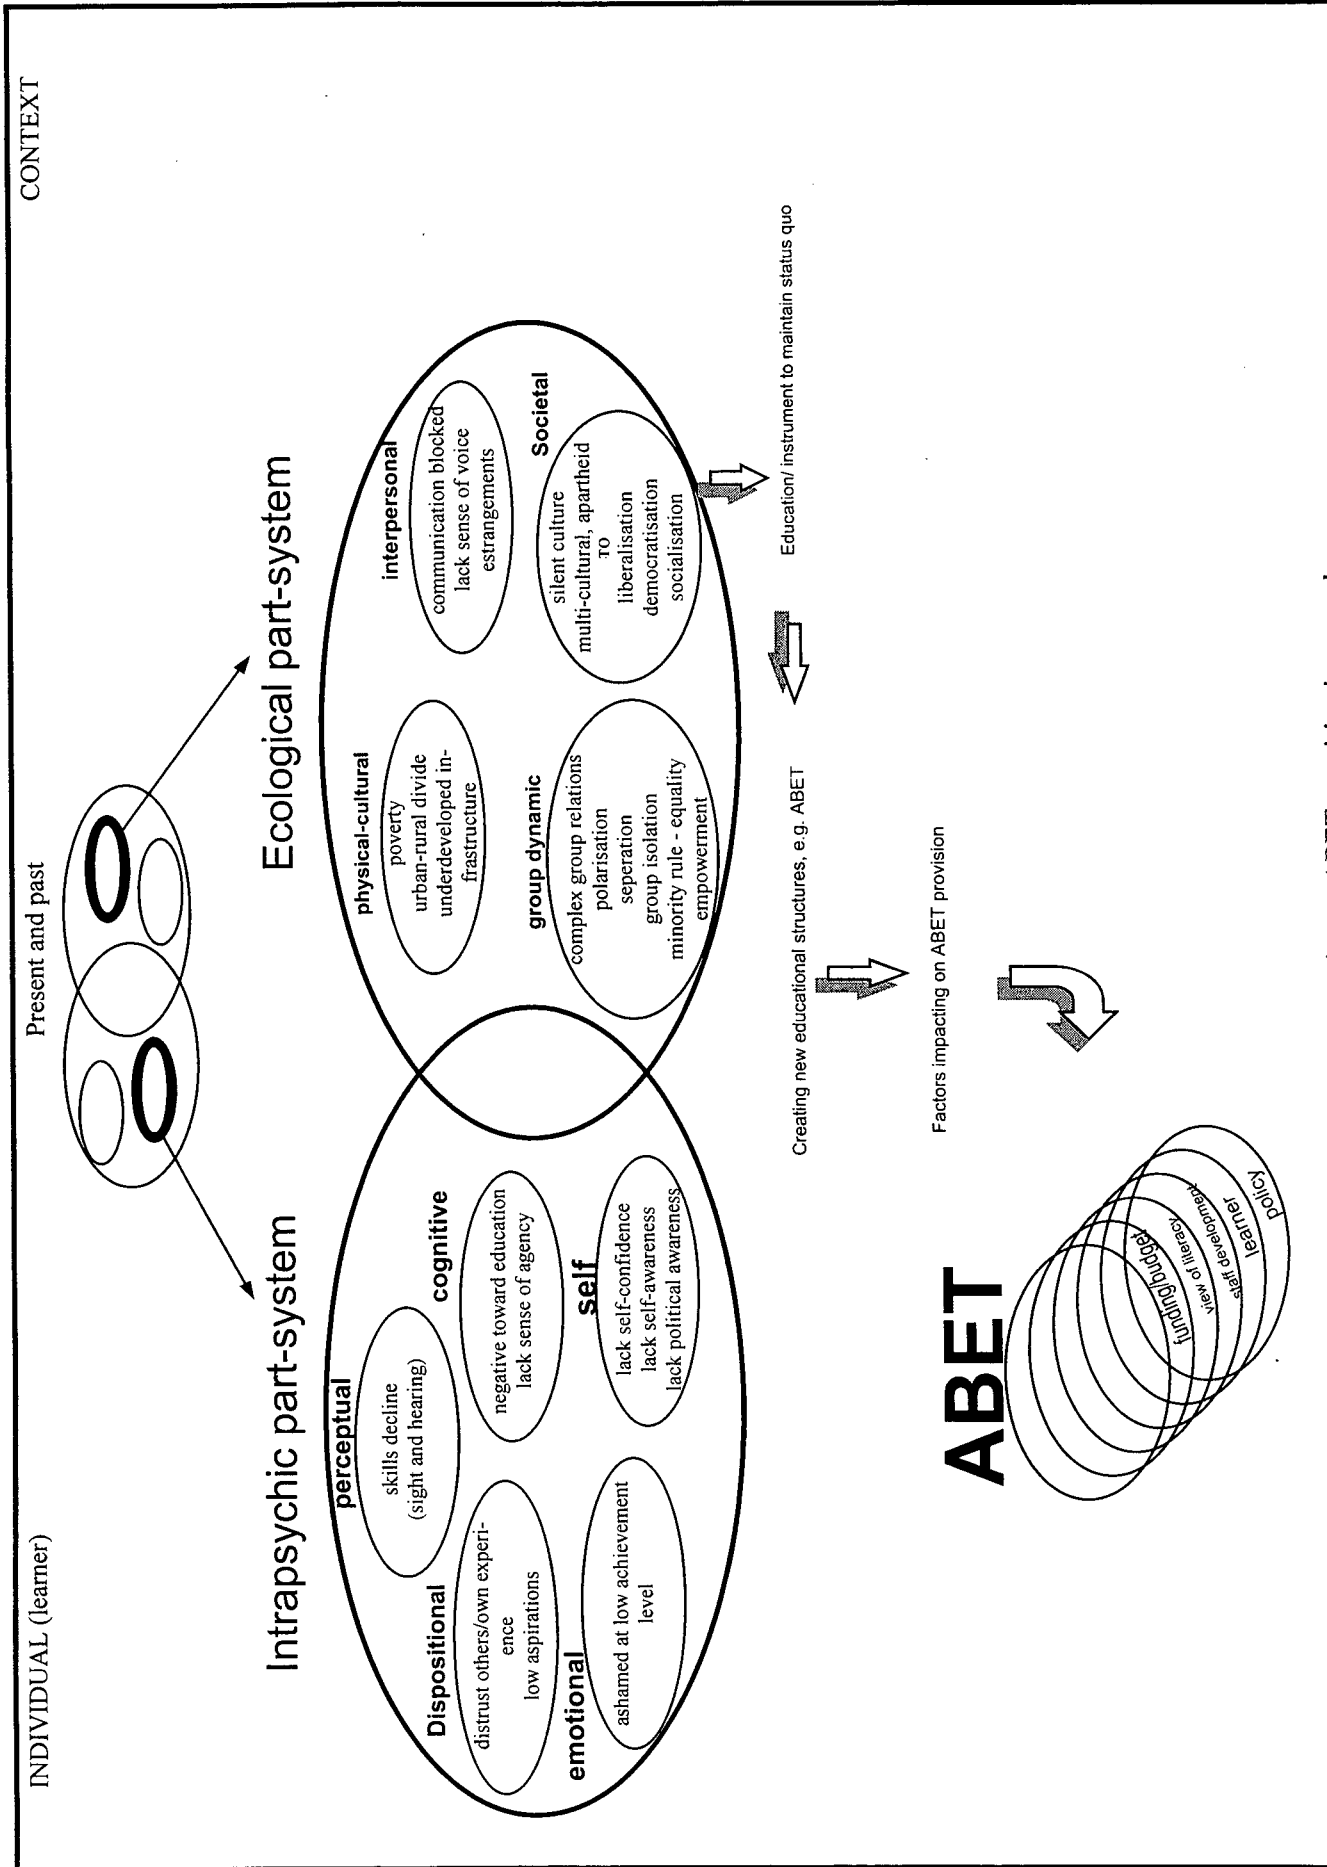 INDIVIDUAL (learner)
Present and past
CONTEXT
Intrapsychic part-system
Ecological part-system
perceptual
skills decline
(sight and hearing)
Dispositional
distrust others/own experi-
ence
low aspirations
cognitive
negative toward education
lack sense of agency
emotional
ashamed at low achievement
level
self
lack self-confidence
lack self-awareness
lack political awareness
physical-cultural
poverty
urban-rural divide
underdeveloped in-
frastructure
interpersonal
communication blocked
lack sense of voice
estrangements
group dynamic
complex group relations
polarisation
seperation
group isolation
minority rule - equality
empowerment
Societal
silent culture
multi-cultural, apartheid
TO
liberalisation
democratisation
socialisation
Education/ instrument to maintain status quo
Creating new educational structures, e.g. ABET
Factors impacting on ABET provision
ABET
funding/budget
view of literacy
staff development
learner
policy